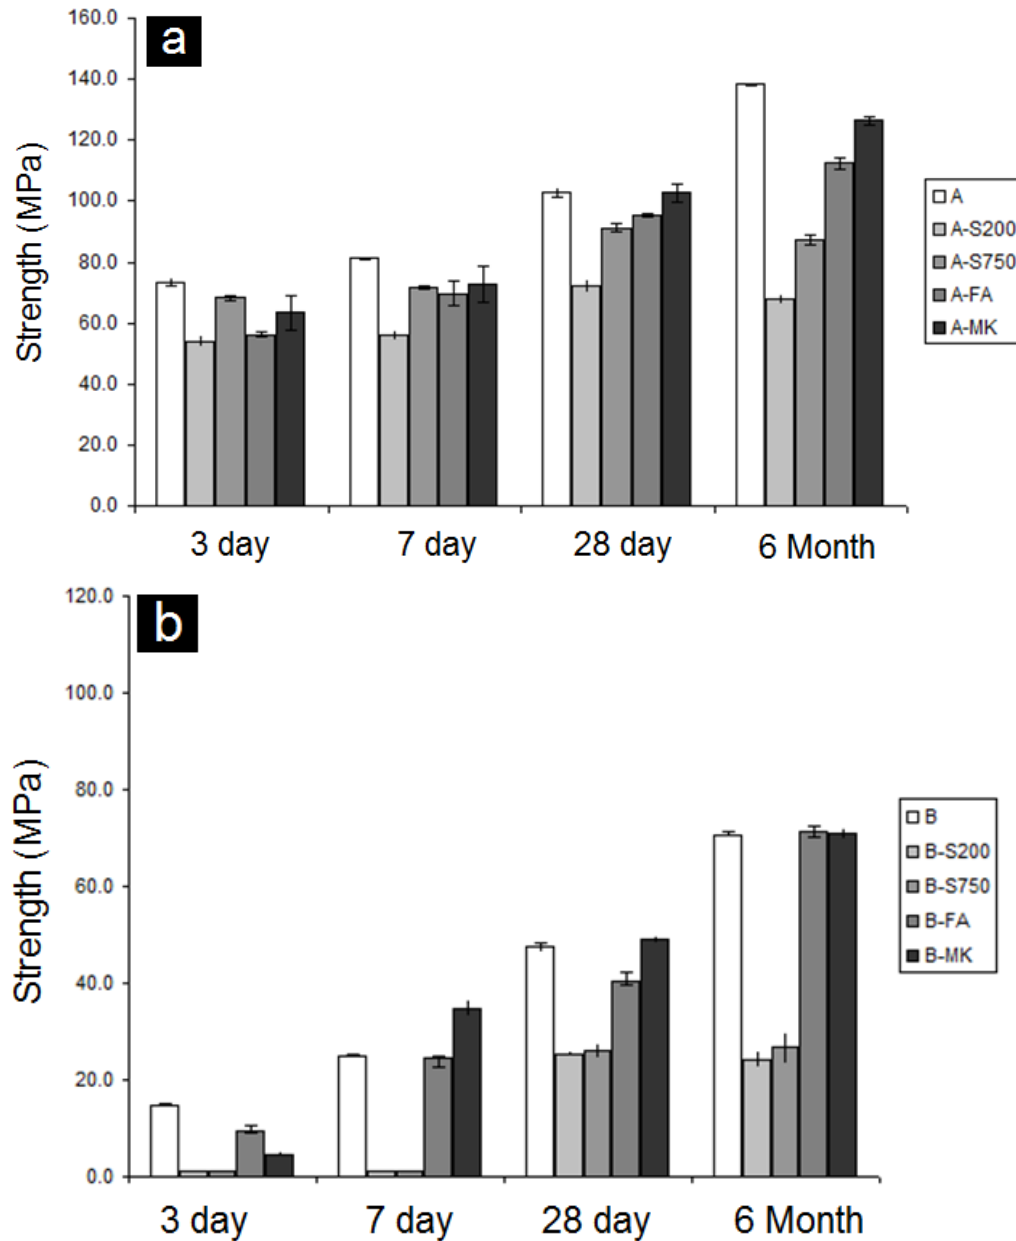 a
160.0
140.0
120.0
100.0
80.0
60.0
40.0
20.0
0.0
Strength (MPa)
3 day 7 day 28 day 6 Month
A
A-S200
A-S750
A-FA
A-MK
b
120.0
100.0
80.0
60.0
40.0
20.0
0.0
Strength (MPa)
3 day 7 day 28 day 6 Month
B
B-S200
B-S750
B-FA
B-MK